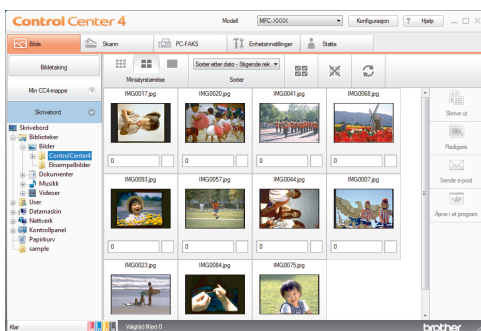 Control Center 4
Modell
MFC-XXXX
Konfigurasjon
?
Hjelp
Bilde
Skann
PC-FAKS
Enhetsinnstillinger
Støtte
Bildetaking
Min CC4-mappe
Skrivebord
Miniatyrstørrelse
Sorter etter dato - Stigende rek
Sorter
Skrivebord
Biblioteker
Bilder
ControlCenter4
Eksempelbilder
Dokumenter
Musikk
Videoer
User
Datamaskin
Nettverk
Kontrollpanel
Papirkurv
sample
IMG0017.jpg
IMG0020.jpg
IMG0041.jpg
IMG0068.jpg
0
0
0
0
IMG0093.jpg
IMG0057.jpg
IMG0044.jpg
IMG0007.jpg
0
0
0
0
IMG0023.jpg
IMG0084.jpg
IMG0075.jpg
Skrive ut
Redigere
Sende e-post
Åpne i et program
Klar
Valgt(e) fil(er) 0
brother